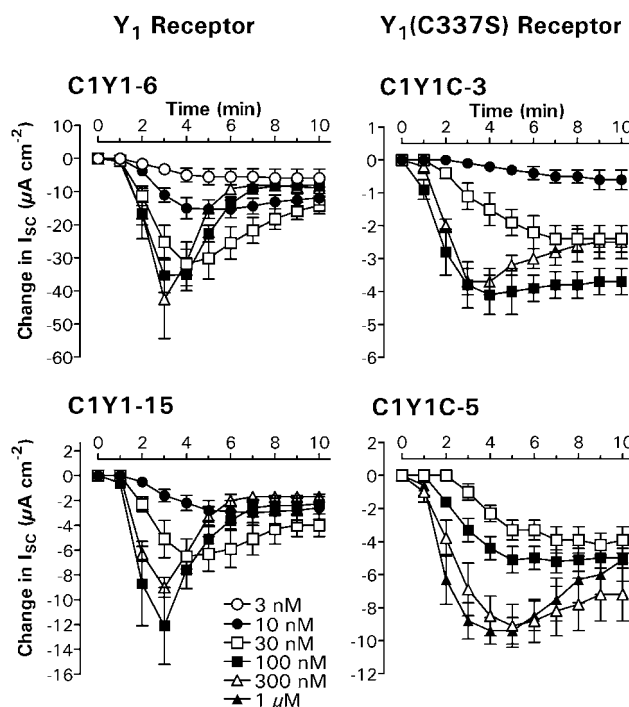 Y1 Receptor
Y1(C337S) Receptor
C1Y1-6
C1Y1C-3
Time (min)
Time (min)
0 2 4 6 8 10
0 2 4 6 8 10
Change in ISC (µA cm-2)
10
0
-10
-20
-30
-40
-50
-60
1
0
-1
-2
-3
-4
-5
-6
C1Y1-15
C1Y1C-5
0 2 4 6 8 10
0 2 4 6 8 10
Change in ISC (µA cm-2)
2
0
-2
-4
-6
-8
-10
-12
-14
-16
2
0
-2
-4
-6
-8
-10
-12
3 nM
10 nM
30 nM
100 nM
300 nM
1 µM